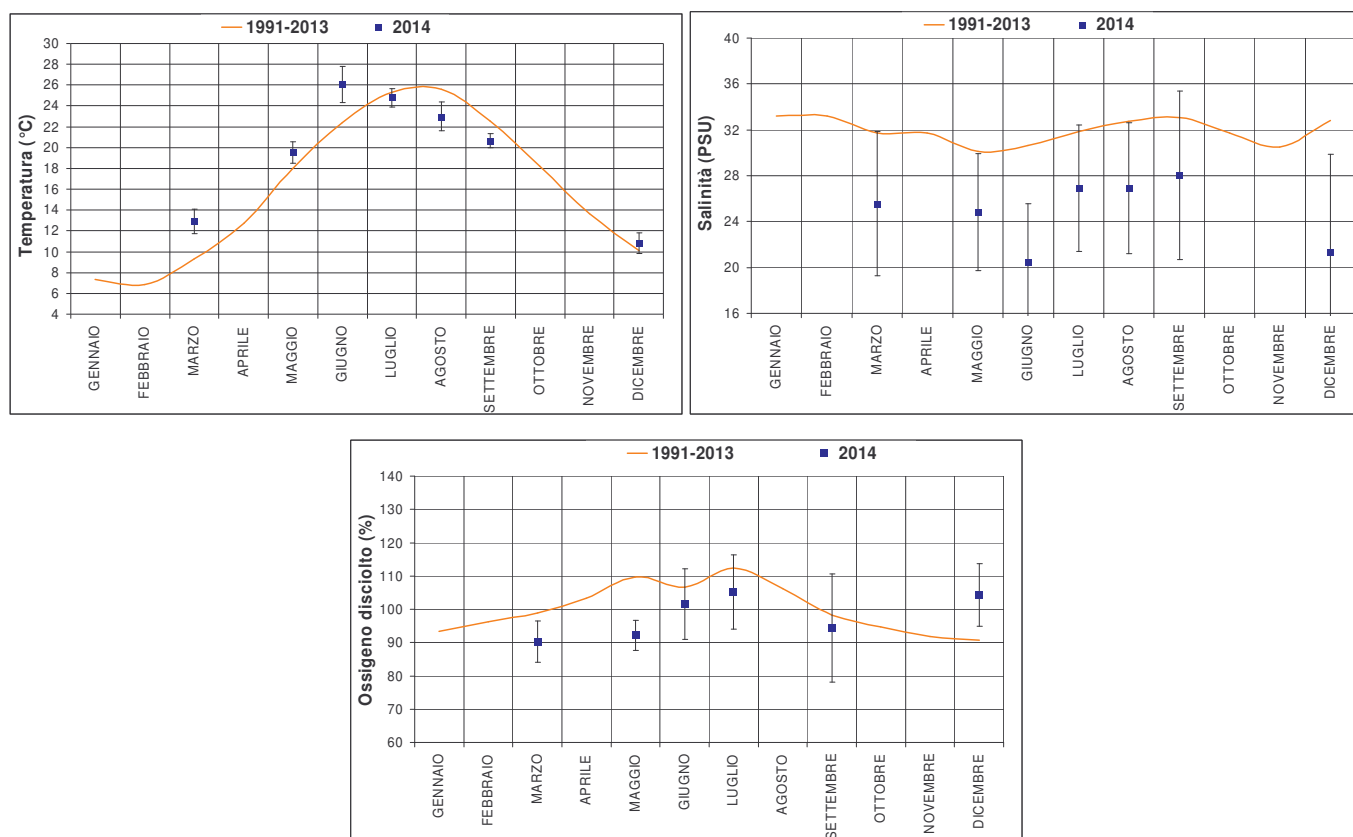 1991-2013 2014
Temperatura (°C)
30
28
26
24
22
20
18
16
14
12
10
8
6
4
GENNAIO
FEBBRAIO
MARZO
APRILE
MAGGIO
GIUGNO
LUGLIO
AGOSTO
SETTEMBRE
OTTOBRE
NOVEMBRE
DICEMBRE
1991-2013 2014
Salinità (PSU)
40
36
32
28
24
20
16
GENNAIO
FEBBRAIO
MARZO
APRILE
MAGGIO
GIUGNO
LUGLIO
AGOSTO
SETTEMBRE
OTTOBRE
NOVEMBRE
DICEMBRE
1991-2013 2014
Ossigeno disciolto (%)
140
130
120
110
100
90
80
70
60
GENNAIO
FEBBRAIO
MARZO
APRILE
MAGGIO
GIUGNO
LUGLIO
AGOSTO
SETTEMBRE
OTTOBRE
NOVEMBRE
DICEMBRE